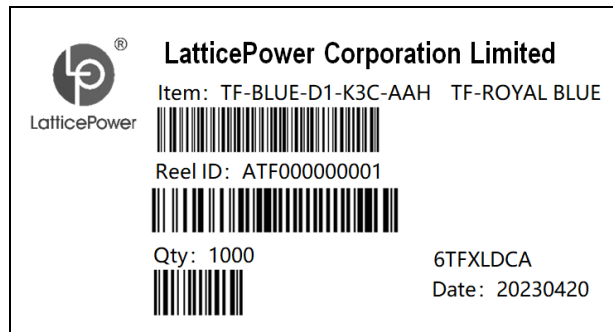 ®
LatticePower Corporation Limited
LatticePower
Item: TF-BLUE-D1-K3C-AAH TF-ROYAL BLUE
Reel ID: ATF000000001
Qty: 1000
6TFXLDCA
Date: 20230420